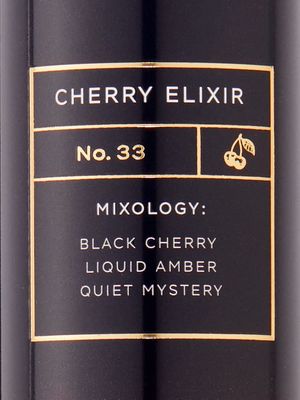 CHERRY ELIXIR
No. 33
MIXOLOGY:
BLACK CHERRY
LIQUID AMBER
QUIET MYSTERY